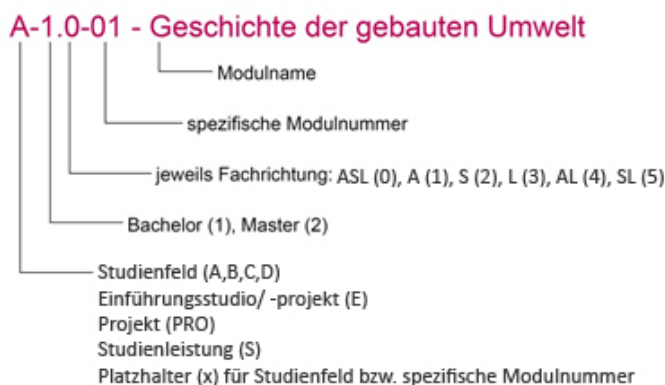 A-1.0-01 - Geschichte der gebauten Umwelt
Modulname
spezifische Modulnummer
jeweils Fachrichtung: ASL (0), A (1), S (2), L (3), AL (4), SL (5)
Bachelor (1), Master (2)
Studienfeld (A,B,C,D)
Einführungsstudio/ -projekt (E)
Projekt (PRO)
Studienleistung (S)
Platzhalter (x) für Studienfeld bzw. spezifische Modulnummer